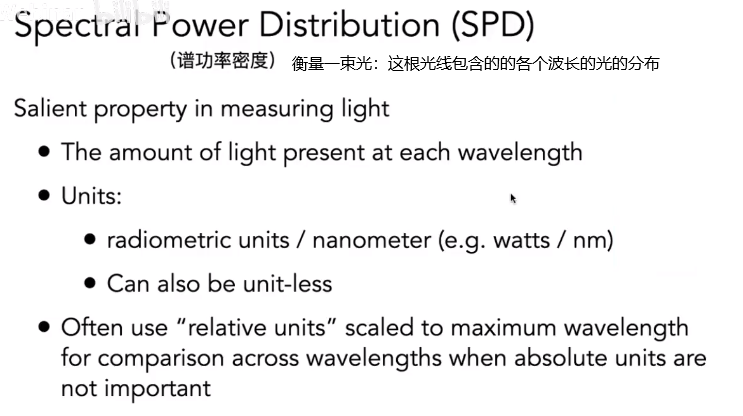 Spectral Power Distribution (SPD)
(谱功率密度) 衡量一束光：这根光线包含的的各个波长的光的分布
Salient property in measuring light
• The amount of light present at each wavelength
• Units:
• radiometric units / nanometer (e.g. watts / nm)
• Can also be unit-less
• Often use “relative units” scaled to maximum wavelength
for comparison across wavelengths when absolute units are
not important